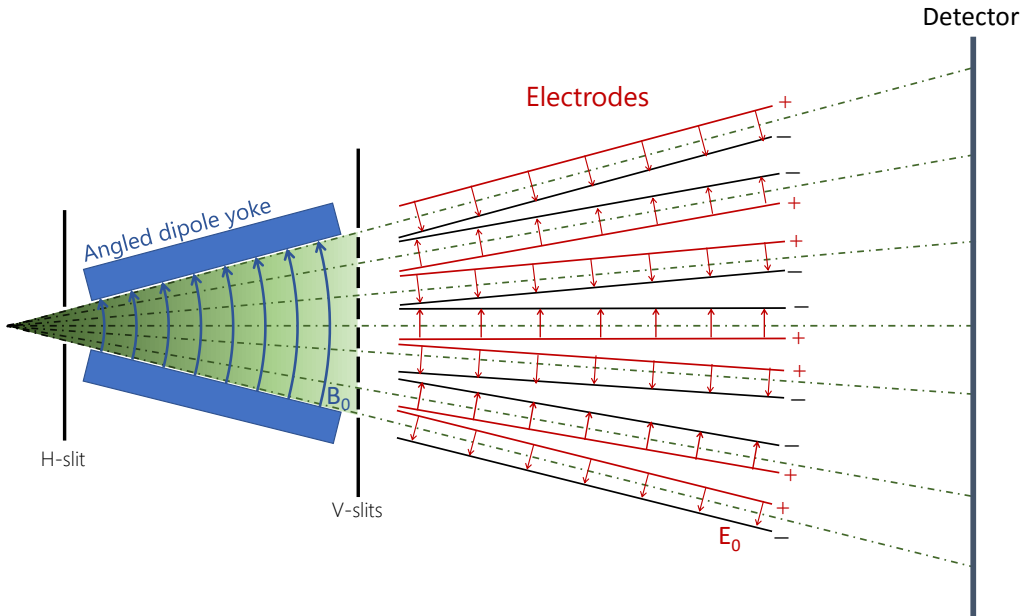 Detector
Electrodes
+
−
Angled dipole yoke
−
+
+
−
−
+
+
−
B0
−
+
H-slit
+
V-slits
E0
−